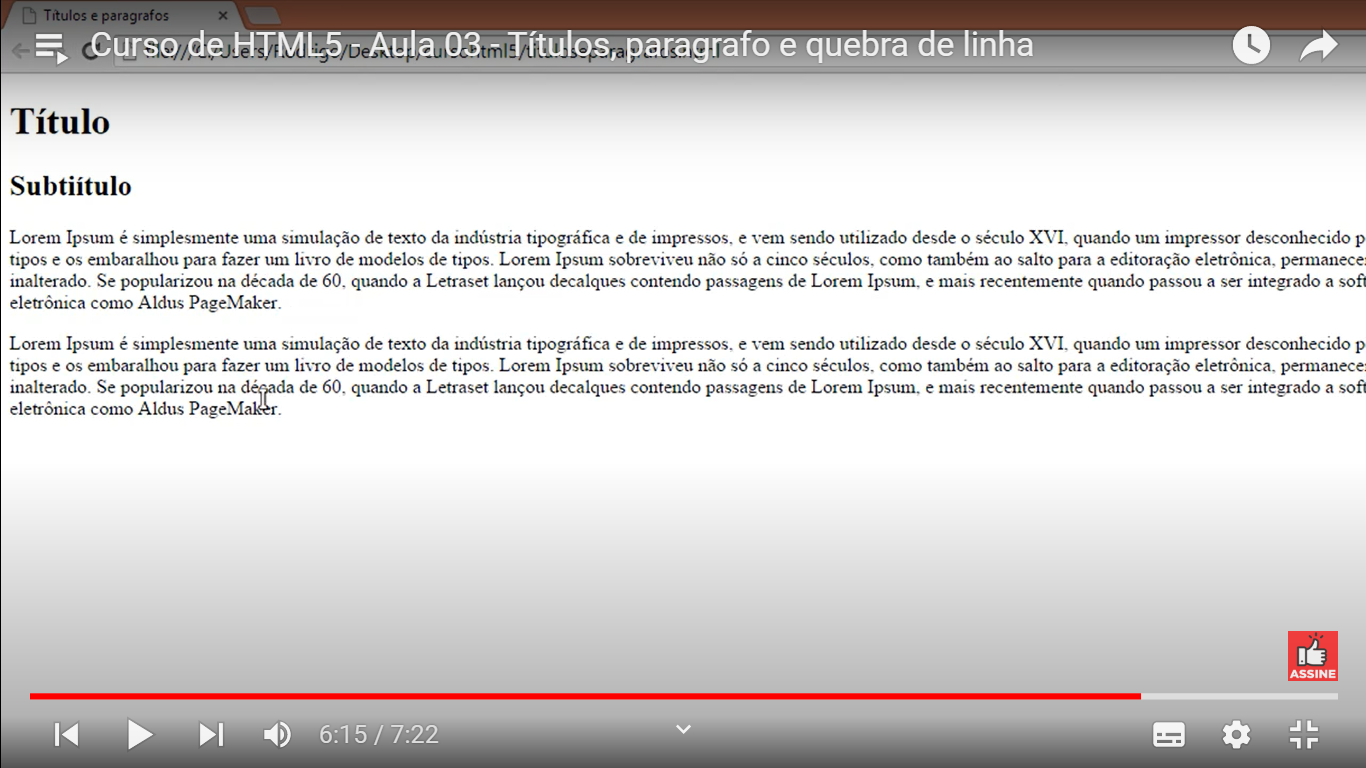 Títulos e paragrafos
Curso de HTML5 - Aula 03 - Títulos, paragrafo e quebra de linha
Título
Subtiítulo
Lorem Ipsum é simplesmente uma simulação de texto da indústria tipográfica e de impressos, e vem sendo utilizado desde o século XVI, quando um impressor desconhecido p
tipos e os embaralhou para fazer um livro de modelos de tipos. Lorem Ipsum sobreviveu não só a cinco séculos, como também ao salto para a editoração eletrônica, permanece
inalterado. Se popularizou na década de 60, quando a Letraset lançou decalques contendo passagens de Lorem Ipsum, e mais recentemente quando passou a ser integrado a soft
eletrônica como Aldus PageMaker.
Lorem Ipsum é simplesmente uma simulação de texto da indústria tipográfica e de impressos, e vem sendo utilizado desde o século XVI, quando um impressor desconhecido p
tipos e os embaralhou para fazer um livro de modelos de tipos. Lorem Ipsum sobreviveu não só a cinco séculos, como também ao salto para a editoração eletrônica, permanece
inalterado. Se popularizou na década de 60, quando a Letraset lançou decalques contendo passagens de Lorem Ipsum, e mais recentemente quando passou a ser integrado a soft
eletrônica como Aldus PageMaker.
ASSINE
6:15 / 7:22